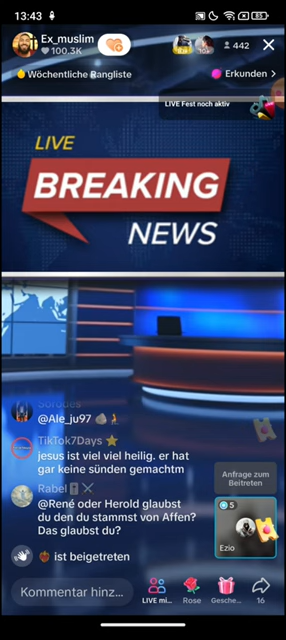 13:43
85
Ex_muslim
100.3K
442
Wöchentliche Rangliste
Erkunden >
LIVE Fest noch aktiv
LIVE
BREAKING
NEWS
Sorodes
@Ale_ju97
TikTok7Days
jesus ist viel viel heilig. er hat
gar keine sünden gemachtm
Rabel
@René oder Herold glaubst
du den du stammst von Affen?
Das glaubst du?
ist beigetreten
Anfrage zum
Beitreten
5
Ezio
Kommentar hinz...
LIVE mi...
Rose
Gesche...
16